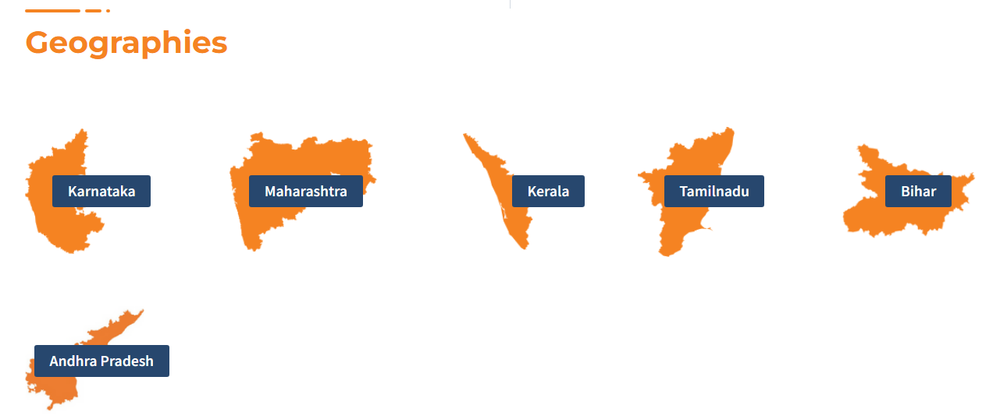 Geographies
Karnataka
Maharashtra
Kerala
Tamilnadu
Bihar
Andhra Pradesh